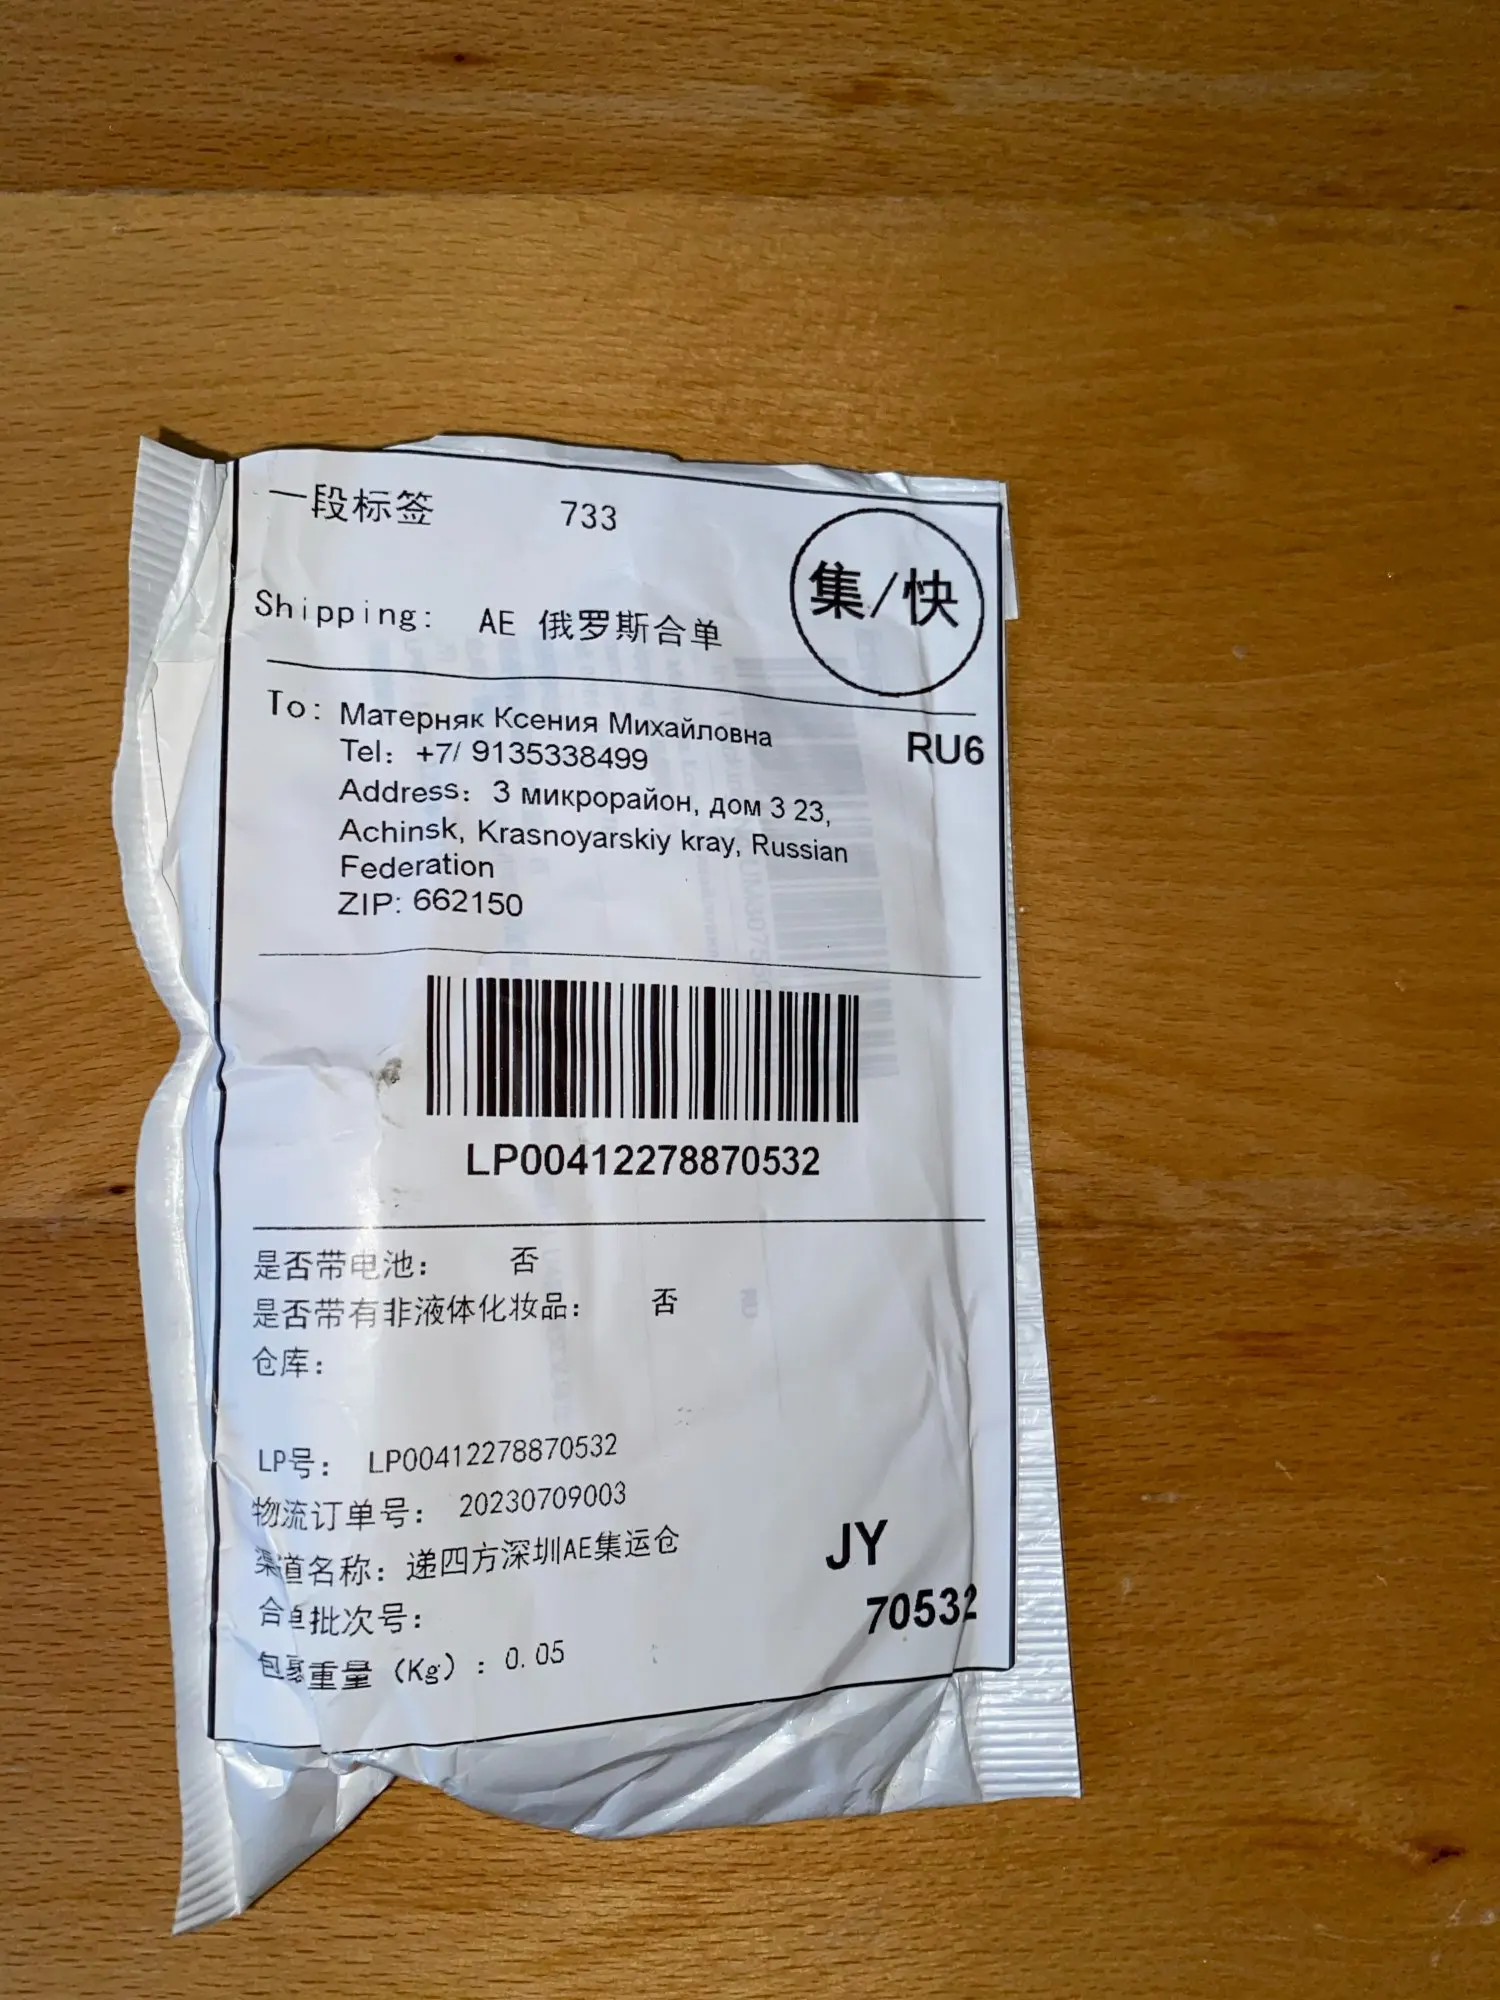 一段标签 733
集/快
Shipping: AE 俄罗斯合单
To: Матерняк Ксения Михайловна
RU6
Tel: +7/ 9135338499
Address: 3 микрорайон, дом 3 23,
Achinsk, Krasnoyarskiy kray, Russian
Federation
ZIP: 662150
LP00412278870532
是否带电池: 否
是否带有非液体化妆品: 否
仓库:
LP号: LP00412278870532
物流订单号: 20230709003
渠道名称: 递四方深圳AE集运仓
JY
合单批次号:
70532
包裹重量 (Kg) : 0.05